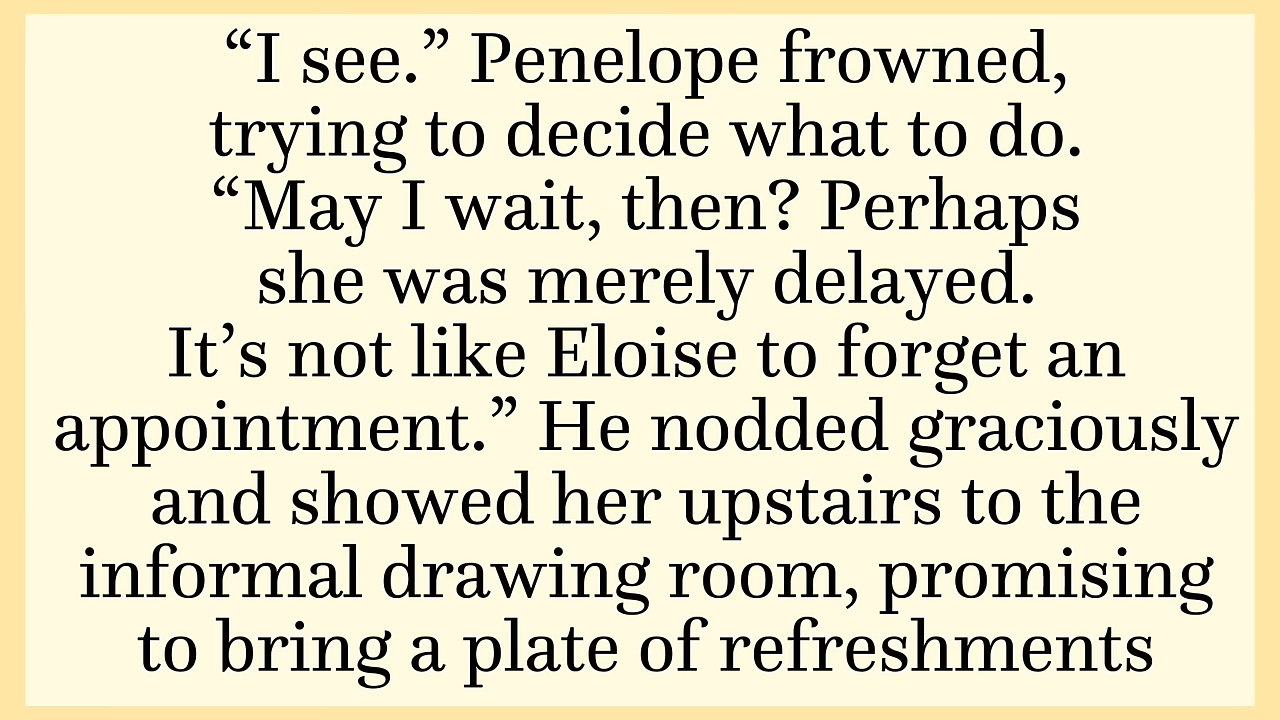 “I see.” Penelope frowned,
trying to decide what to do.
“May I wait, then? Perhaps
she was merely delayed.
It’s not like Eloise to forget an
appointment.” He nodded graciously
and showed her upstairs to the
informal drawing room, promising
to bring a plate of refreshments